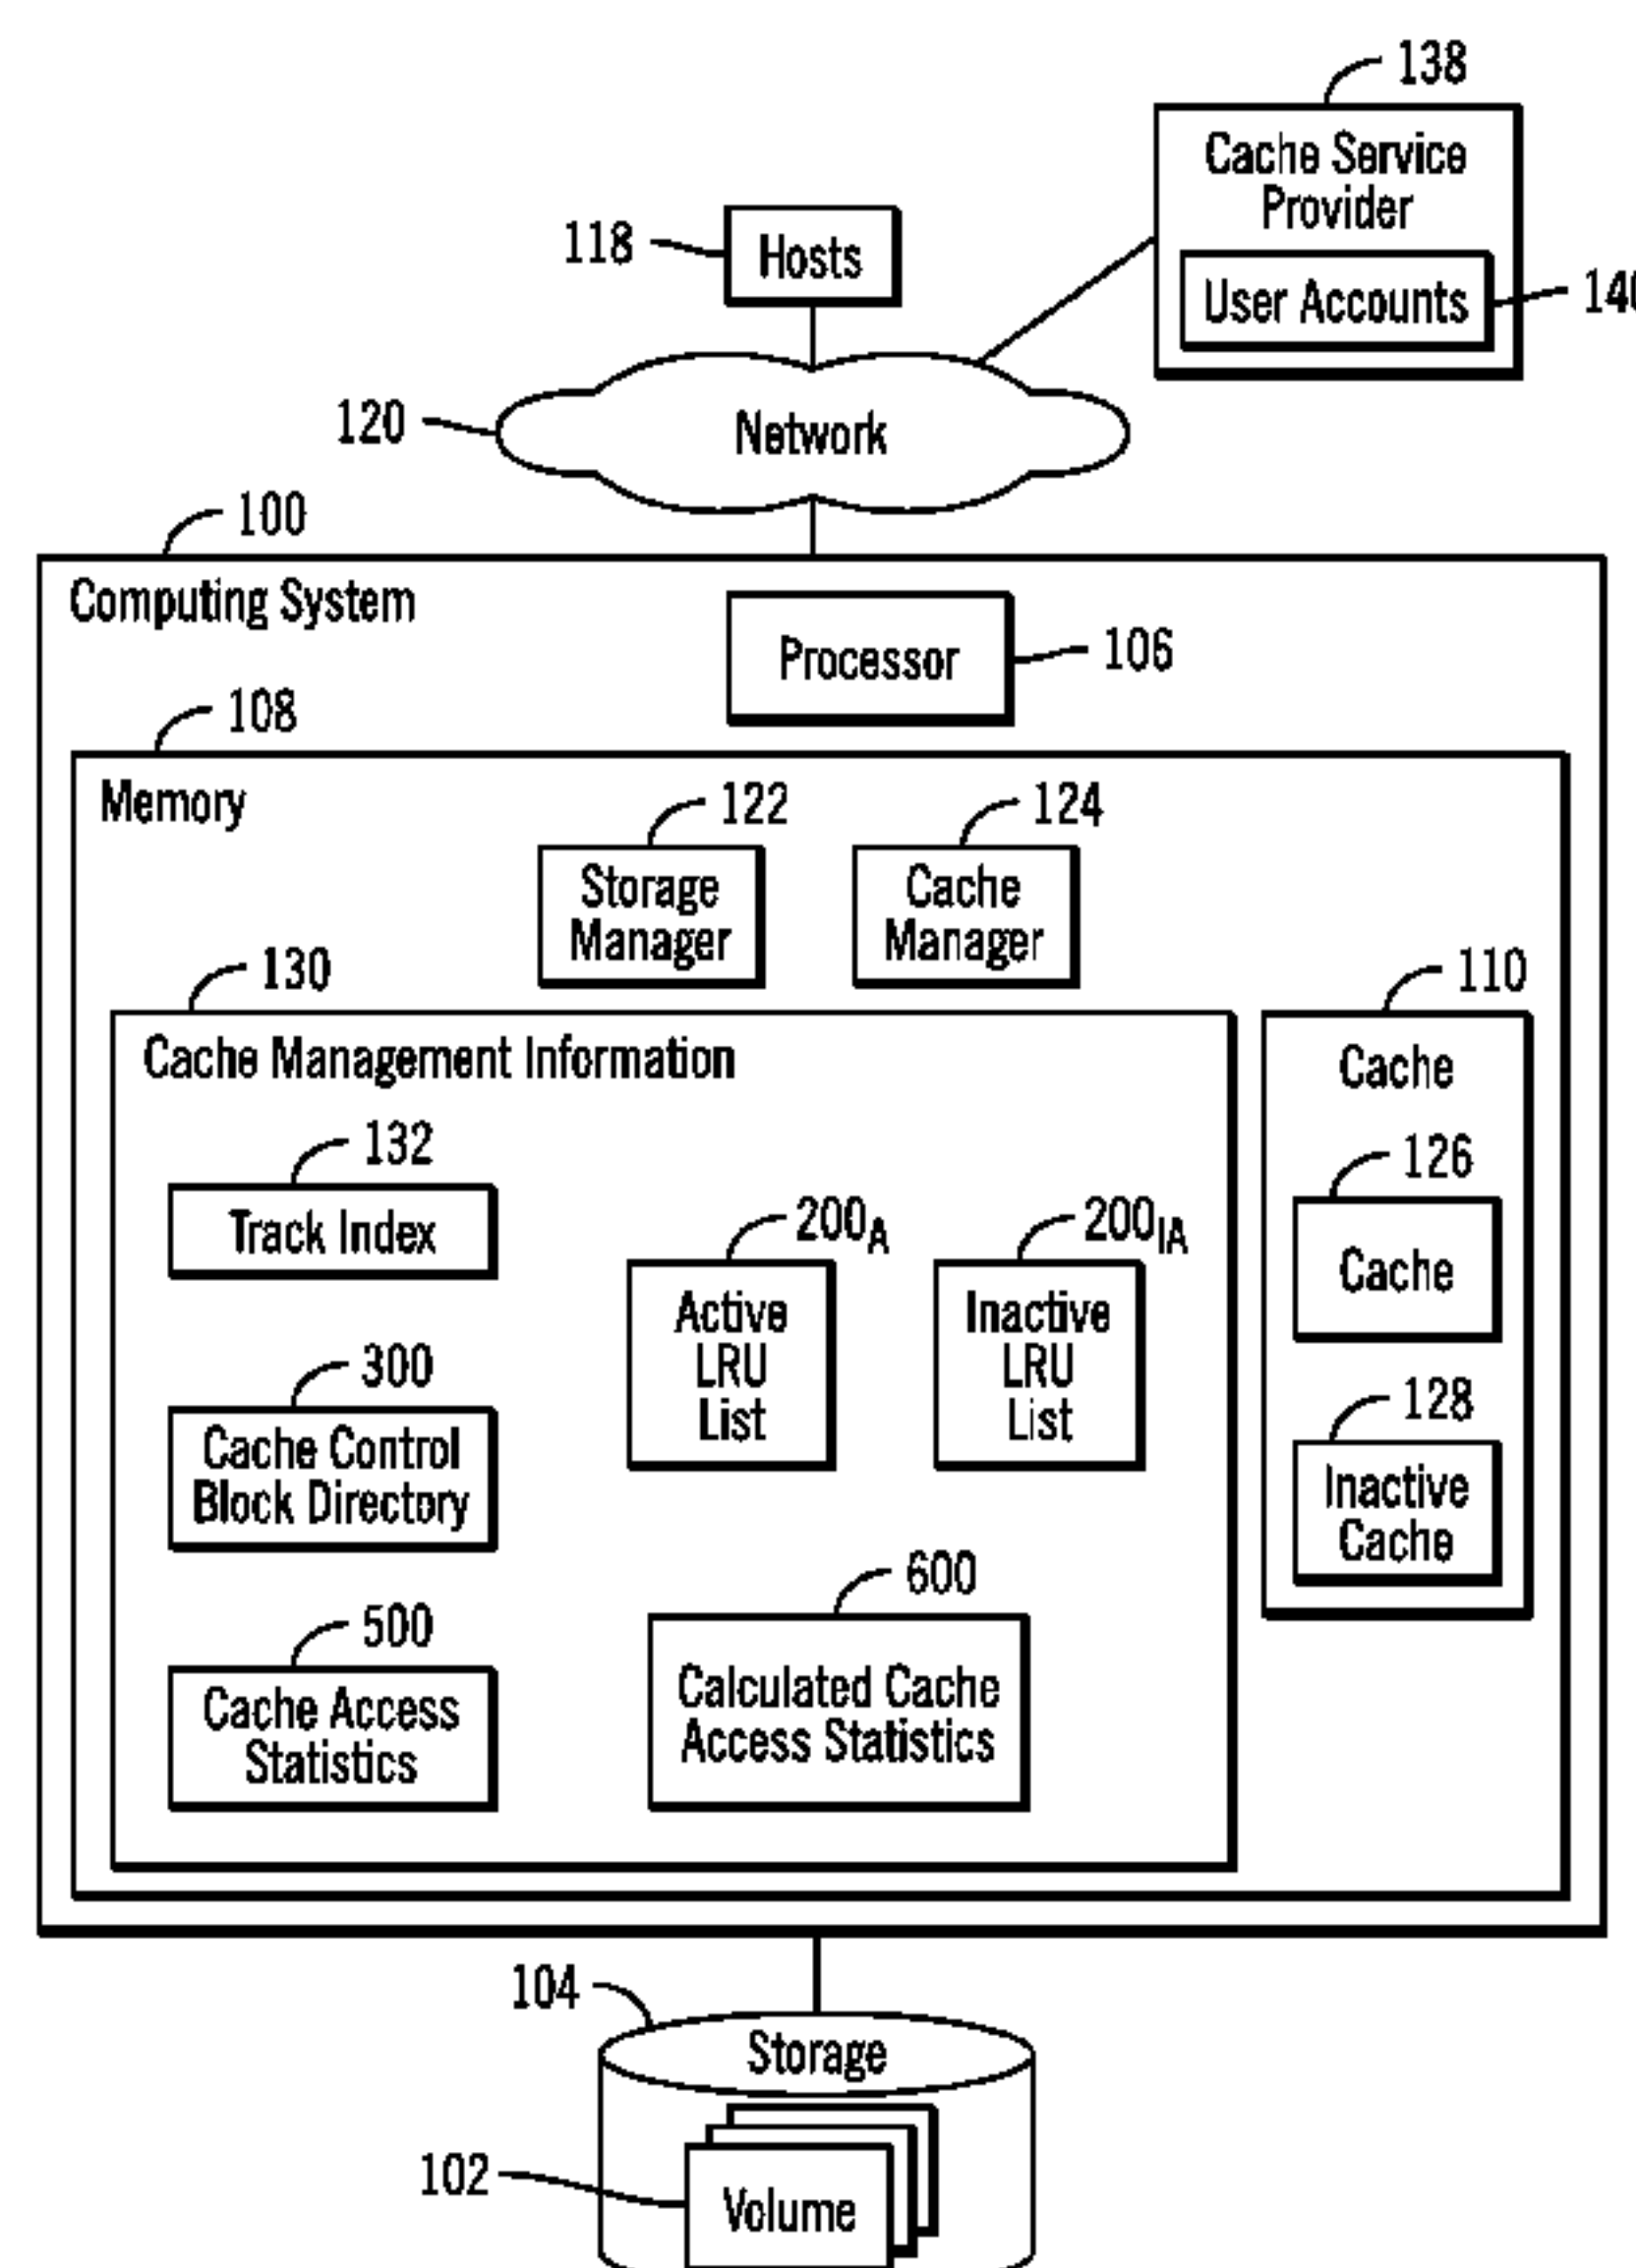 138
Cache Service
Provider
118
Hosts
User Accounts
120
Network
100
Computing System
Processor
106
108
Memory
122
124
Storage
Manager
Cache
Manager
130
110
Cache Management Information
Cache
132
126
Track Index
200A
200IA
Cache
Active
LRU
List
Inactive
LRU
List
300
128
Cache Control
Block Directory
Inactive
Cache
600
500
Cache Access
Statistics
Calculated Cache
Access Statistics
104
Storage
102
Volume